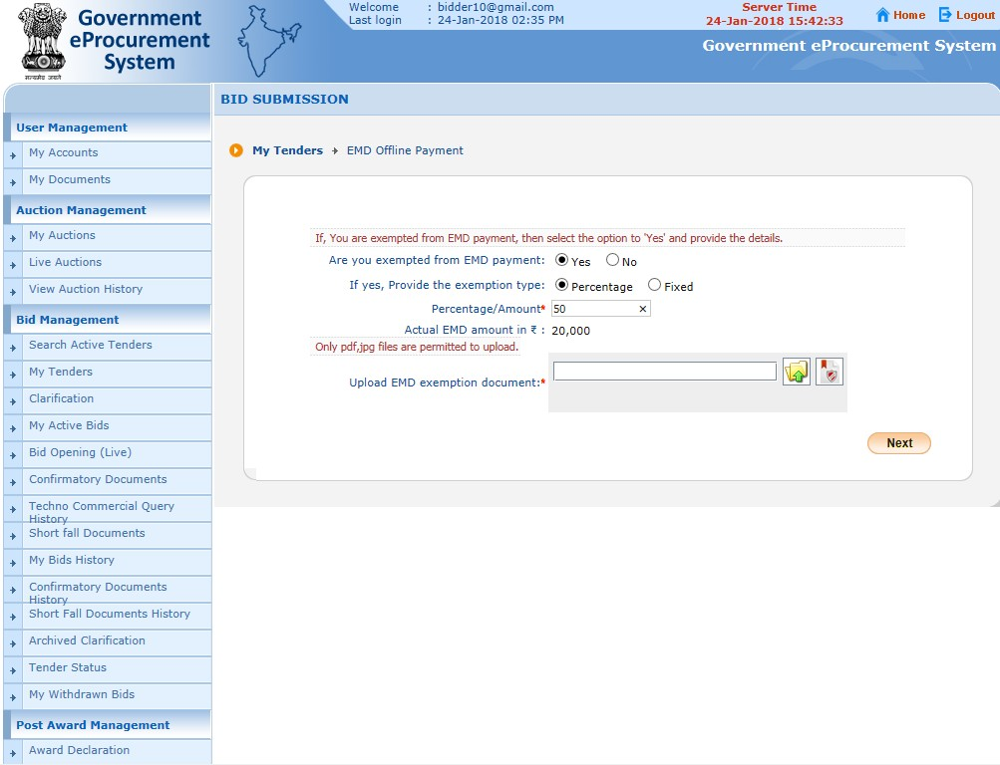 Government
eProcurement
System
सत्यमेव जयते
Welcome : bidder10@gmail.com
Last login : 24-Jan-2018 02:35 PM
Server Time
24-Jan-2018 15:42:33
Home
Logout
Government eProcurement System
BID SUBMISSION
User Management
My Accounts
My Documents
Auction Management
My Auctions
Live Auctions
View Auction History
Bid Management
Search Active Tenders
My Tenders
Clarification
My Active Bids
Bid Opening (Live)
Confirmatory Documents
Techno Commercial Query
History
Short fall Documents
My Bids History
Confirmatory Documents
History
Short Fall Documents History
Archived Clarification
Tender Status
My Withdrawn Bids
Post Award Management
Award Declaration
My Tenders EMD Offline Payment
If, You are exempted from EMD payment, then select the option to 'Yes' and provide the details.
Are you exempted from EMD payment: Yes No
If yes, Provide the exemption type: Percentage Fixed
Percentage/Amount* 50 ×
Actual EMD amount in ₹ : 20,000
Only pdf,jpg files are permitted to upload.
Upload EMD exemption document:*
Next